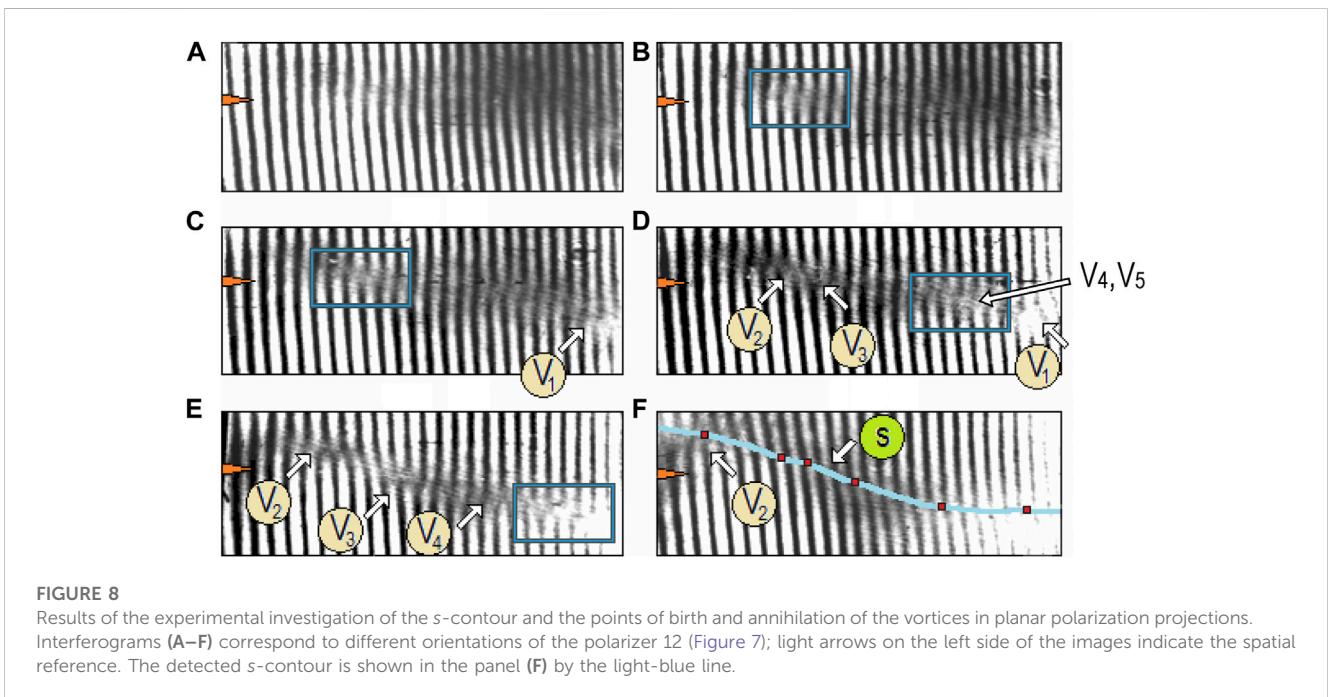 A
B
C
V1
D
V4,V5
V2
V3
V1
E
V2
V3
V4
F
S
V2
FIGURE 8
Results of the experimental investigation of the s-contour and the points of birth and annihilation of the vortices in planar polarization projections.
Interferograms (A–F) correspond to different orientations of the polarizer 12 (Figure 7); light arrows on the left side of the images indicate the spatial
reference. The detected s-contour is shown in the panel (F) by the light-blue line.